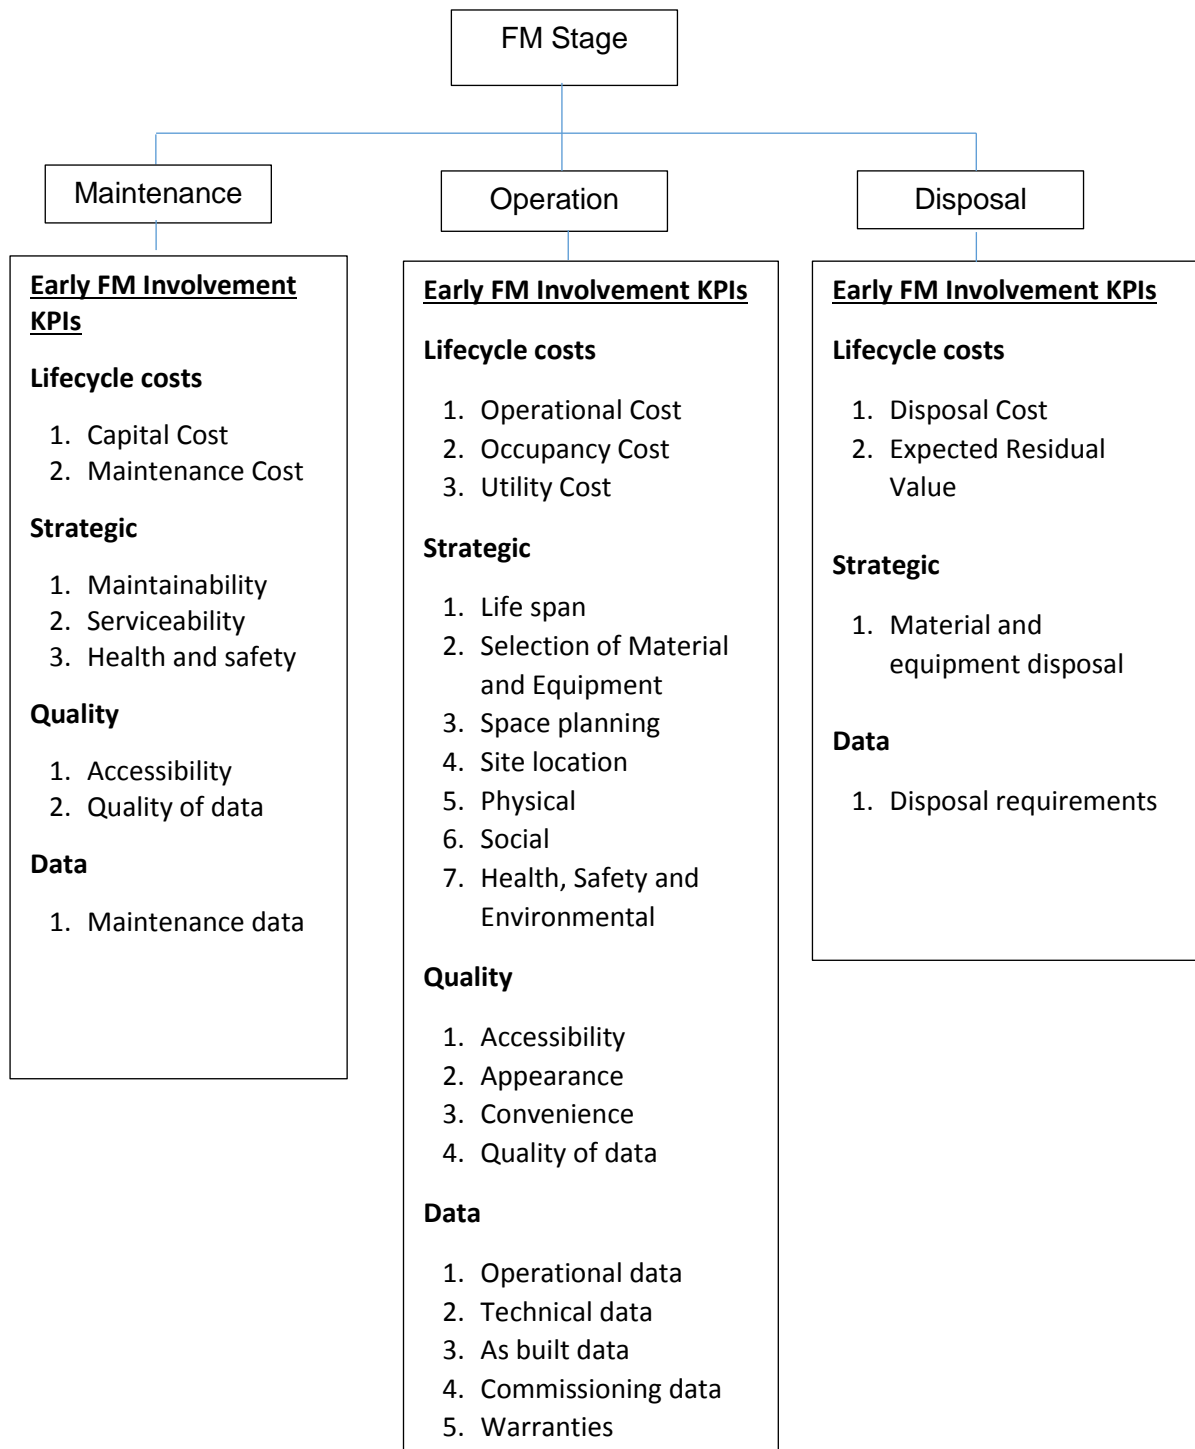 FM Stage
Maintenance
Operation
Disposal
Early FM Involvement
KPIs
Lifecycle costs
1. Capital Cost
2. Maintenance Cost
Strategic
1. Maintainability
2. Serviceability
3. Health and safety
Quality
1. Accessibility
2. Quality of data
Data
1. Maintenance data
Early FM Involvement KPIs
Lifecycle costs
1. Operational Cost
2. Occupancy Cost
3. Utility Cost
Strategic
1. Life span
2. Selection of Material
and Equipment
3. Space planning
4. Site location
5. Physical
6. Social
7. Health, Safety and
Environmental
Quality
1. Accessibility
2. Appearance
3. Convenience
4. Quality of data
Data
1. Operational data
2. Technical data
3. As built data
4. Commissioning data
5. Warranties
Early FM Involvement KPIs
Lifecycle costs
1. Disposal Cost
2. Expected Residual
Value
Strategic
1. Material and
equipment disposal
Data
1. Disposal requirements